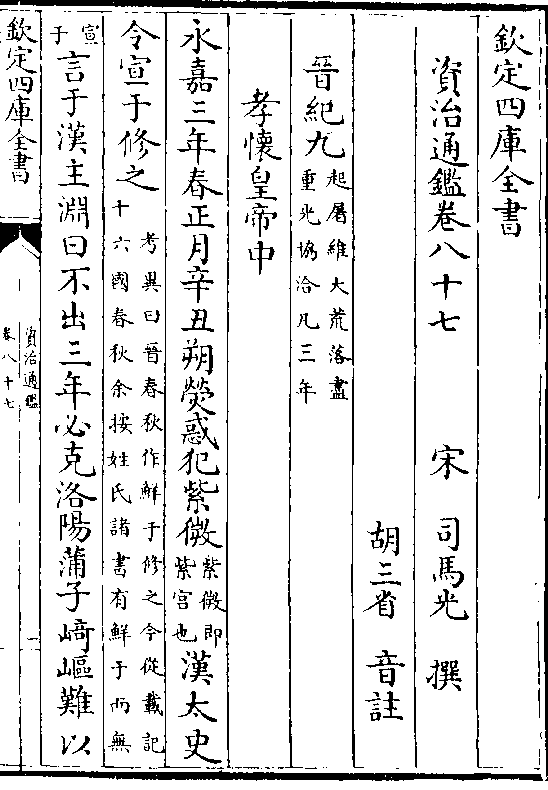 欽定四庫全書
資治通鑑卷八十七
宋　司馬光　撰
胡三省　音註
晉紀九起屠維大荒落盡重光協洽凡三年
孝懷皇帝中
永嘉三年春正月辛丑朔熒惑犯紫微紫微即紫宮也漢太史
令宣于修之考異曰晉春秋作鮮于修之今從載記十六國春秋余按姓氏諸書有鮮于而無
宣于言于漢主淵曰不出三年必克洛陽蒲子崎嶇難以
欽定四庫全書
資治通鑑
卷八十七
一